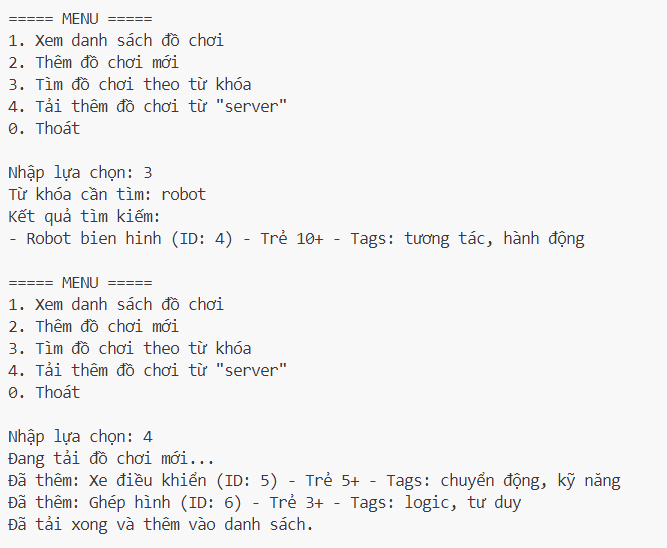 ===== MENU =====
1. Xem danh sách đồ chơi
2. Thêm đồ chơi mới
3. Tìm đồ chơi theo từ khóa
4. Tải thêm đồ chơi từ "server"
0. Thoát
Nhập lựa chọn: 3
Từ khóa cần tìm: robot
Kết quả tìm kiếm:
- Robot bien hinh (ID: 4) - Trẻ 10+ - Tags: tương tác, hành động
===== MENU =====
1. Xem danh sách đồ chơi
2. Thêm đồ chơi mới
3. Tìm đồ chơi theo từ khóa
4. Tải thêm đồ chơi từ "server"
0. Thoát
Nhập lựa chọn: 4
Đang tải đồ chơi mới...
Đã thêm: Xe điều khiển (ID: 5) - Trẻ 5+ - Tags: chuyển động, kỹ năng
Đã thêm: Ghép hình (ID: 6) - Trẻ 3+ - Tags: logic, tư duy
Đã tải xong và thêm vào danh sách.